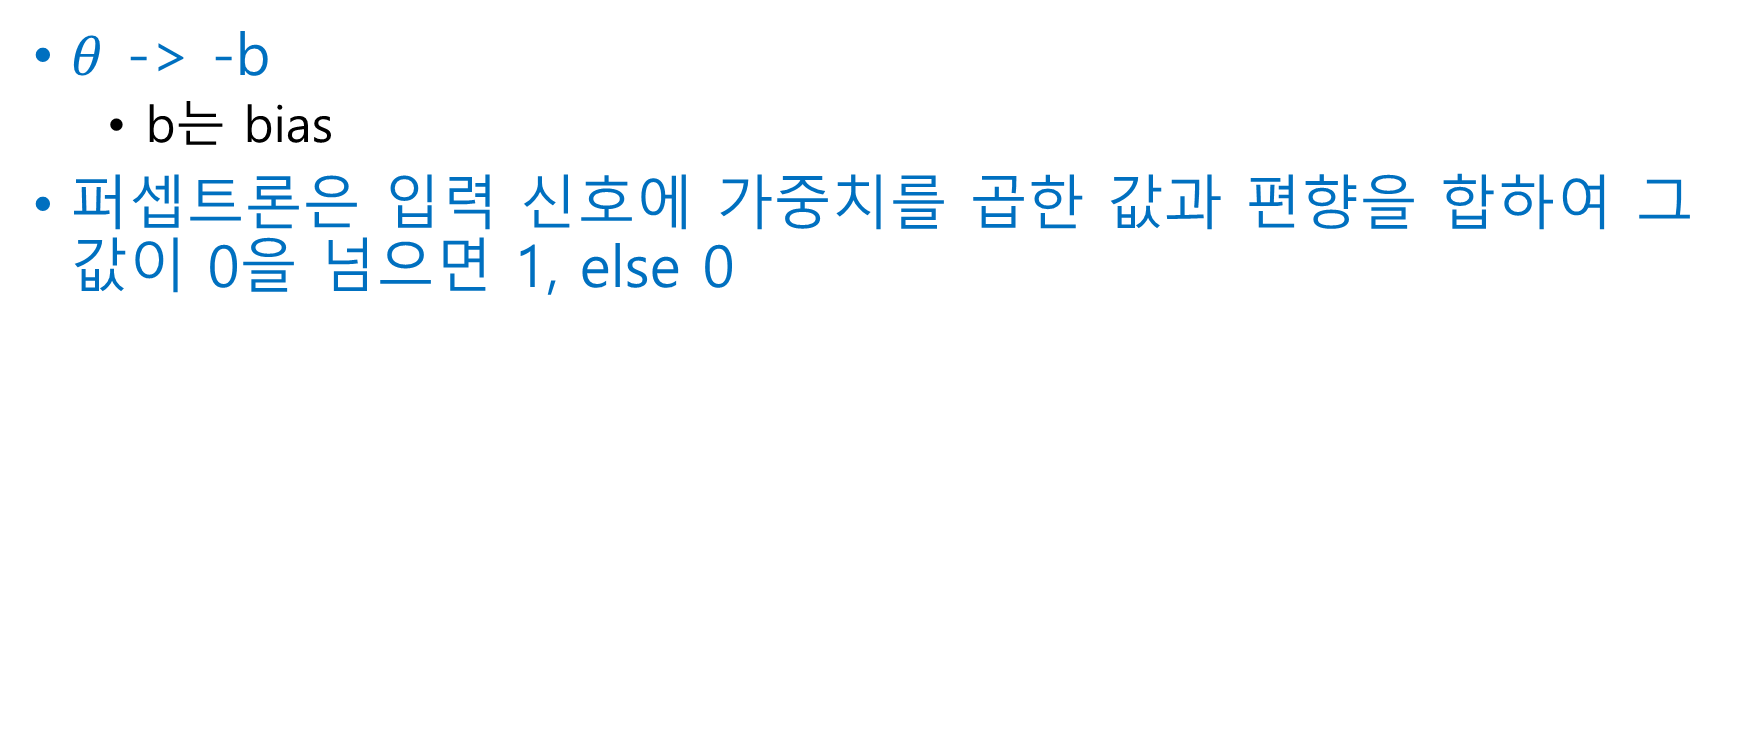 • θ -> -b
• b는 bias
• 퍼셉트론은 입력 신호에 가중치를 곱한 값과 편향을 합하여 그
값이 0을 넘으면 1, else 0